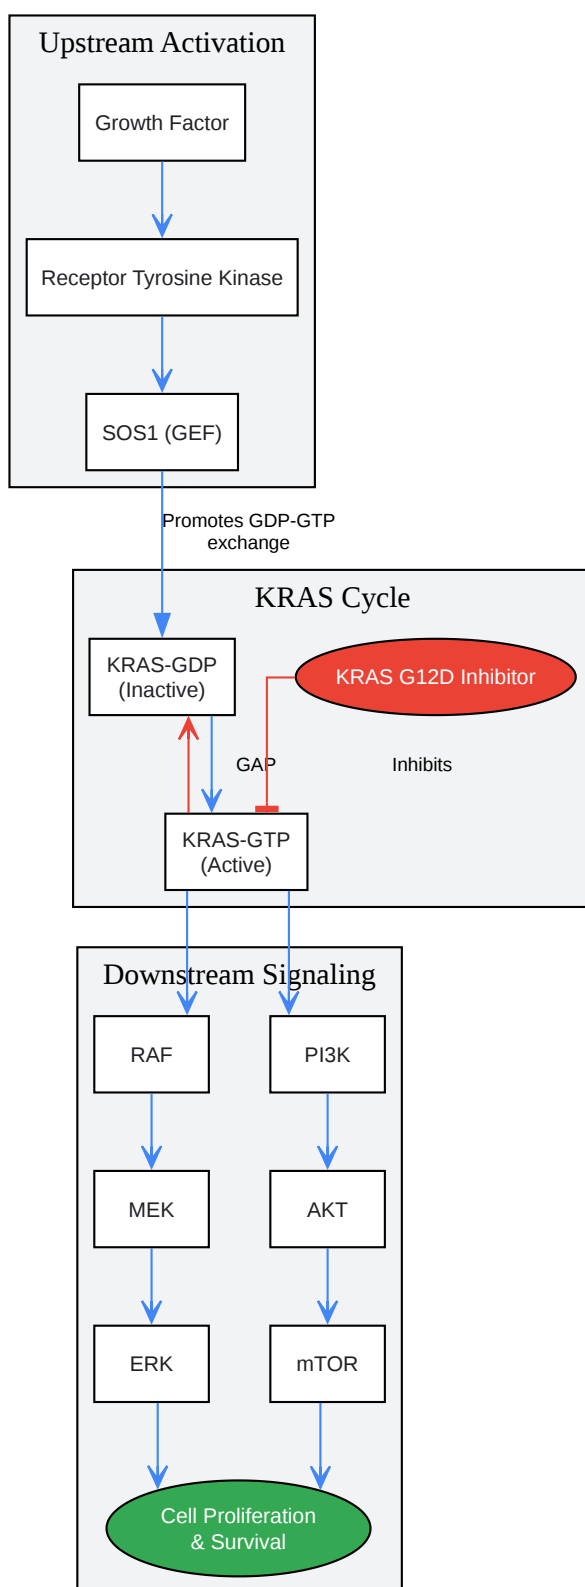 Upstream Activation
Growth Factor
Receptor Tyrosine Kinase
SOS1 (GEF)
Promotes GDP-GTP
exchange
KRAS Cycle
KRAS-GDP
(Inactive)
KRAS G12D Inhibitor
GAP
Inhibits
KRAS-GTP
(Active)
Downstream Signaling
RAF
PI3K
MEK
AKT
ERK
mTOR
Cell Proliferation
& Survival